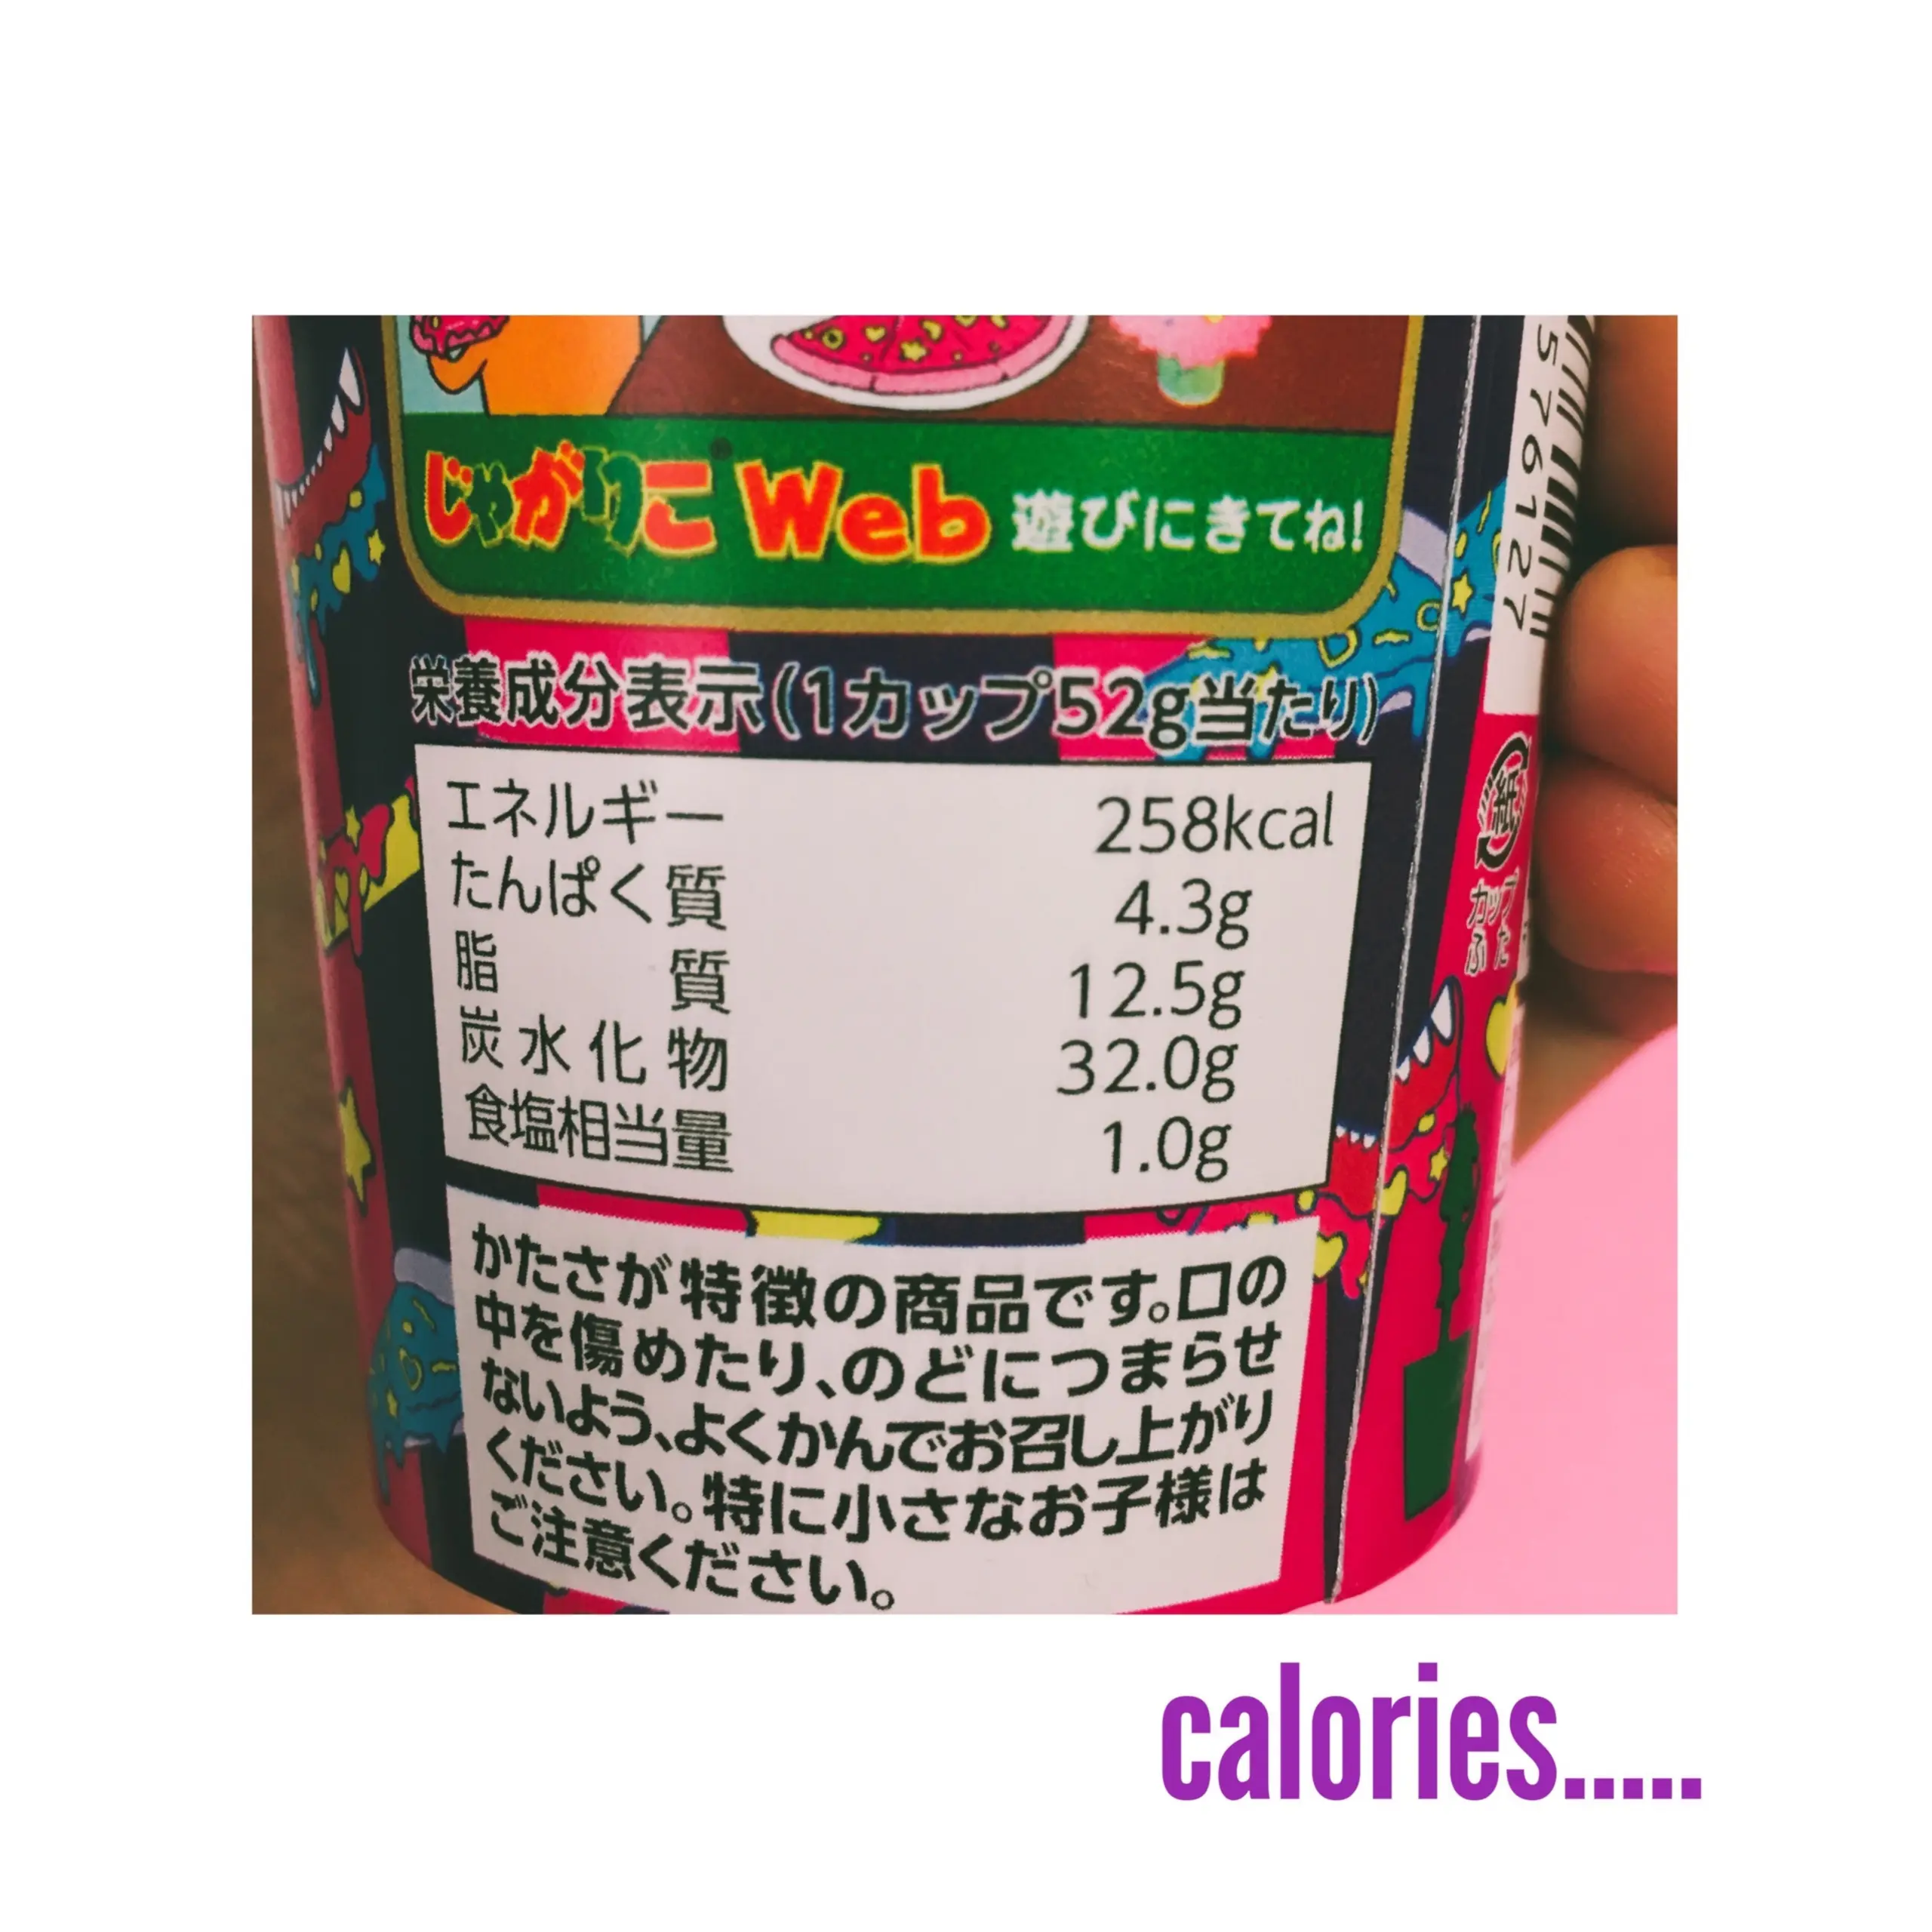 じゃがりこ® Web 遊びにきてね!
576127
栄養成分表示(1カップ52g当たり)
エネルギー 258kcal
たんぱく質 4.3g
脂質 12.5g
炭水化物 32.0g
食塩相当量 1.0g
紙
カップ
ふた
かたさが特徴の商品です。口の
中を傷めたり、のどにつまらせ
ないよう、よくかんでお召し上がり
ください。特に小さなお子様は
ご注意ください。
calories.....